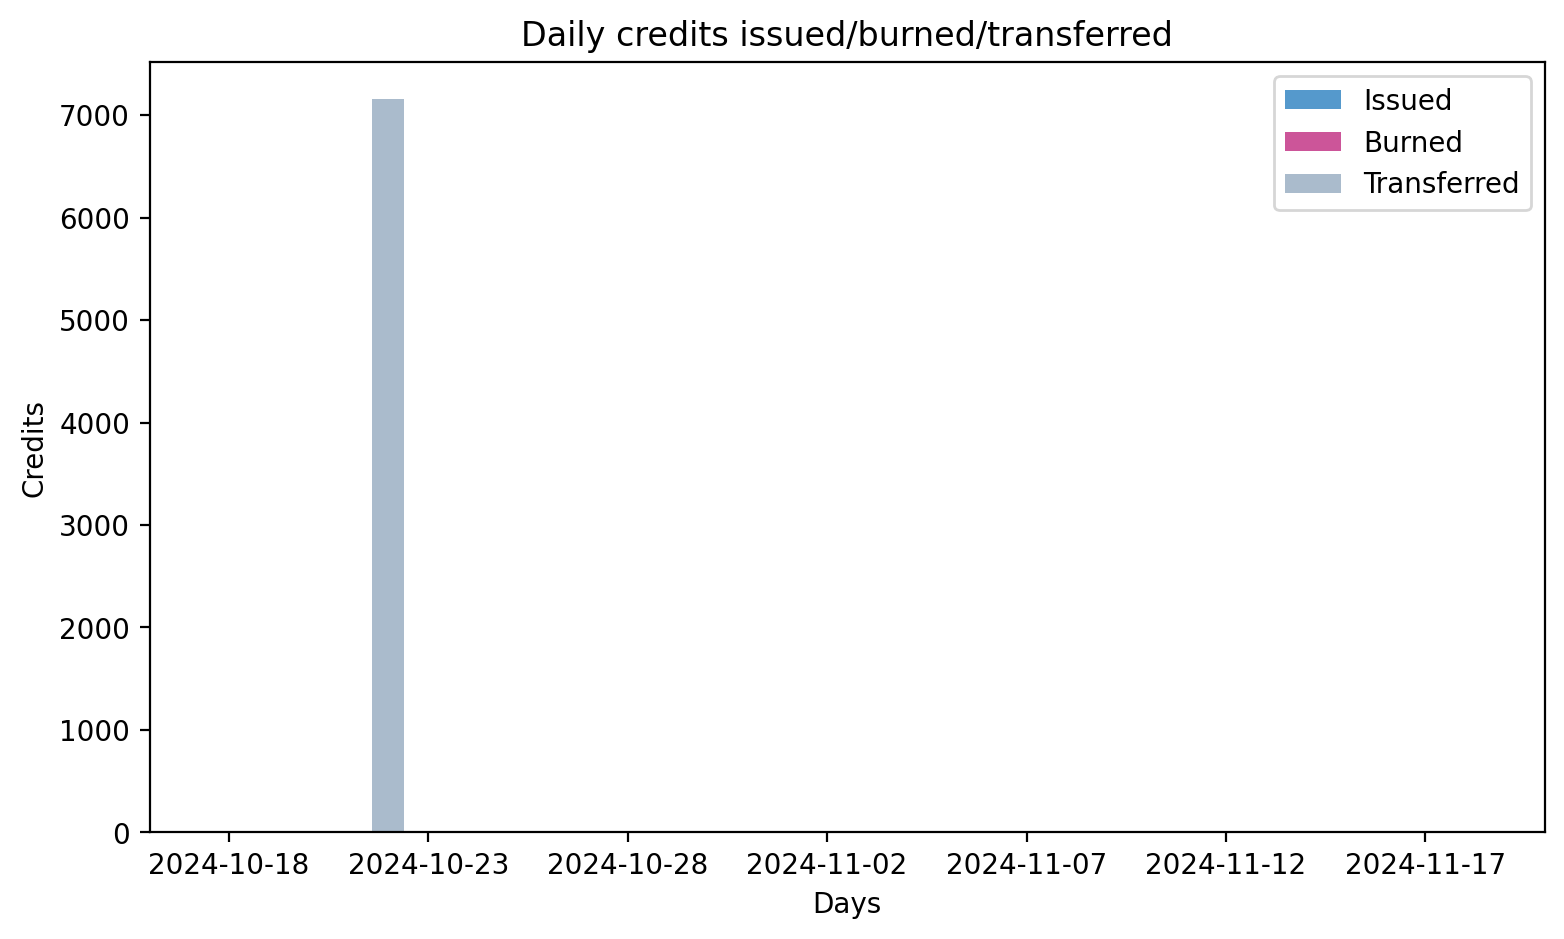 Daily credits issued/burned/transferred
Issued
Burned
Transferred
7000
6000
5000
4000
3000
2000
1000
0
Credits
2024-10-18 2024-10-23 2024-10-28 2024-11-02 2024-11-07 2024-11-12 2024-11-17
Days